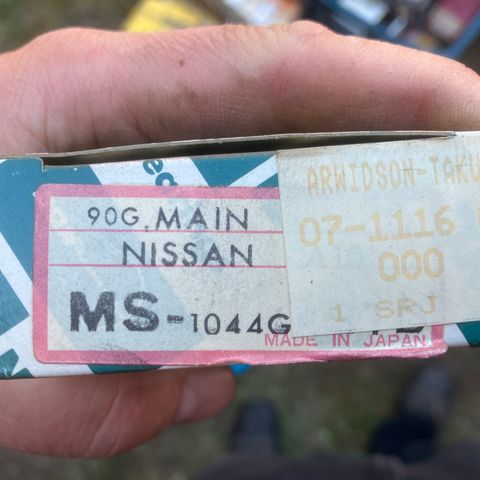 90G. MAIN
NISSAN
MS-1044G
MADE IN JAPAN
ARWIDSON-TAKU
07-1116
000
1 SRJ